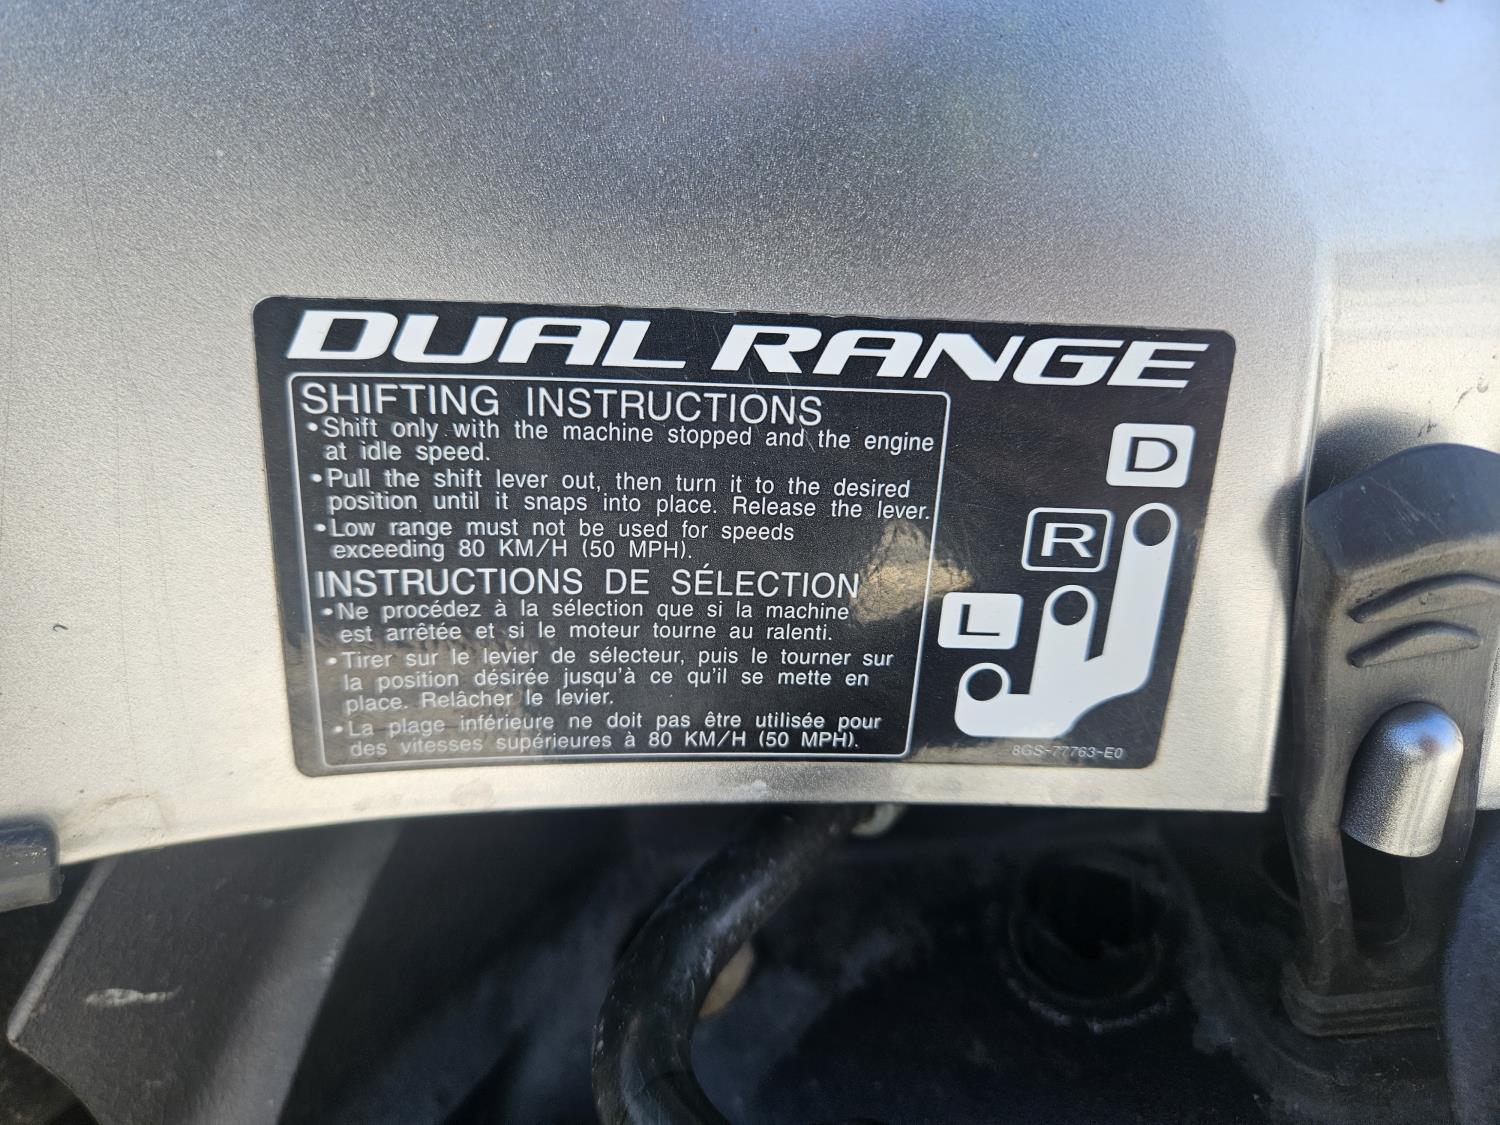 DUAL RANGE
SHIFTING INSTRUCTIONS
•Shift only with the machine stopped and the engine
at idle speed.
•Pull the shift lever out, then turn it to the desired
position until it snaps into place. Release the lever.
•Low range must not be used for speeds
exceeding 80 KM/H (50 MPH).
INSTRUCTIONS DE SÉLECTION
•Ne procédez à la sélection que si la machine
est arrêtée et si le moteur tourne au ralenti.
•Tirer sur le levier de sélecteur, puis le tourner sur
la position désirée jusqu'à ce qu'il se mette en
place. Relâcher le levier.
•La plage inférieure ne doit pas être utilisée pour
des vitesses supérieures à 80 KM/H (50 MPH).
D
R
L
8GS-77763-E0